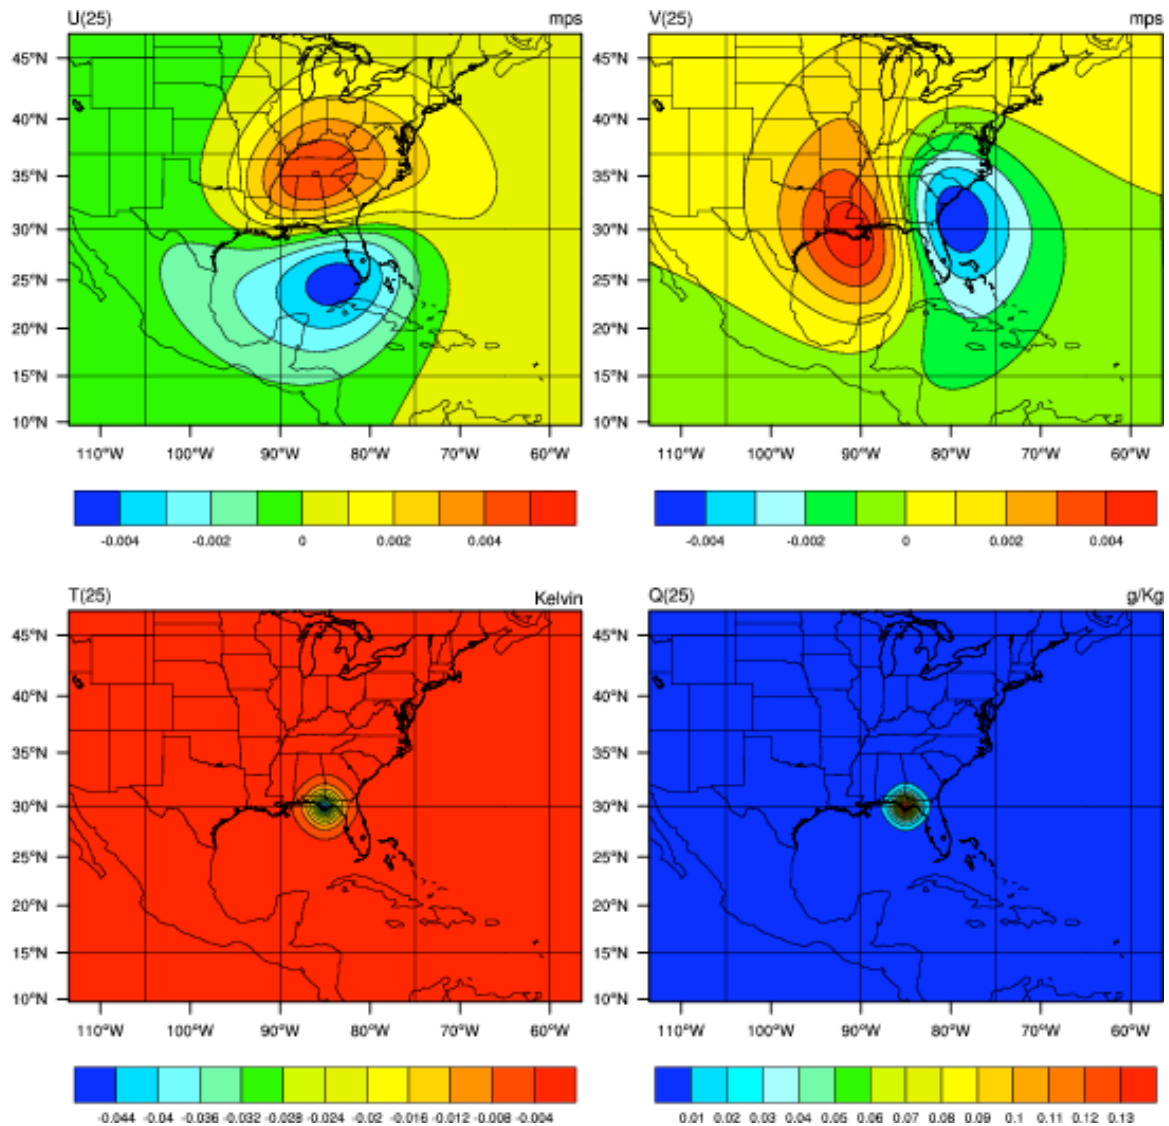 U(25) mps
V(25) mps
45°N
40°N
35°N
30°N
25°N
20°N
15°N
10°N
110°W 100°W 90°W 80°W 70°W 60°W
45°N
40°N
35°N
30°N
25°N
20°N
15°N
10°N
110°W 100°W 90°W 80°W 70°W 60°W
-0.004 -0.002 0 0.002 0.004
-0.004 -0.002 0 0.002 0.004
T(25) Kelvin
Q(25) g/Kg
45°N
40°N
35°N
30°N
25°N
20°N
15°N
10°N
110°W 100°W 90°W 80°W 70°W 60°W
45°N
40°N
35°N
30°N
25°N
20°N
15°N
10°N
110°W 100°W 90°W 80°W 70°W 60°W
-0.044 -0.04 -0.036 -0.032 -0.028 -0.024 -0.02 -0.016 -0.012 -0.008 -0.004
0.01 0.02 0.03 0.04 0.05 0.06 0.07 0.08 0.09 0.1 0.11 0.12 0.13